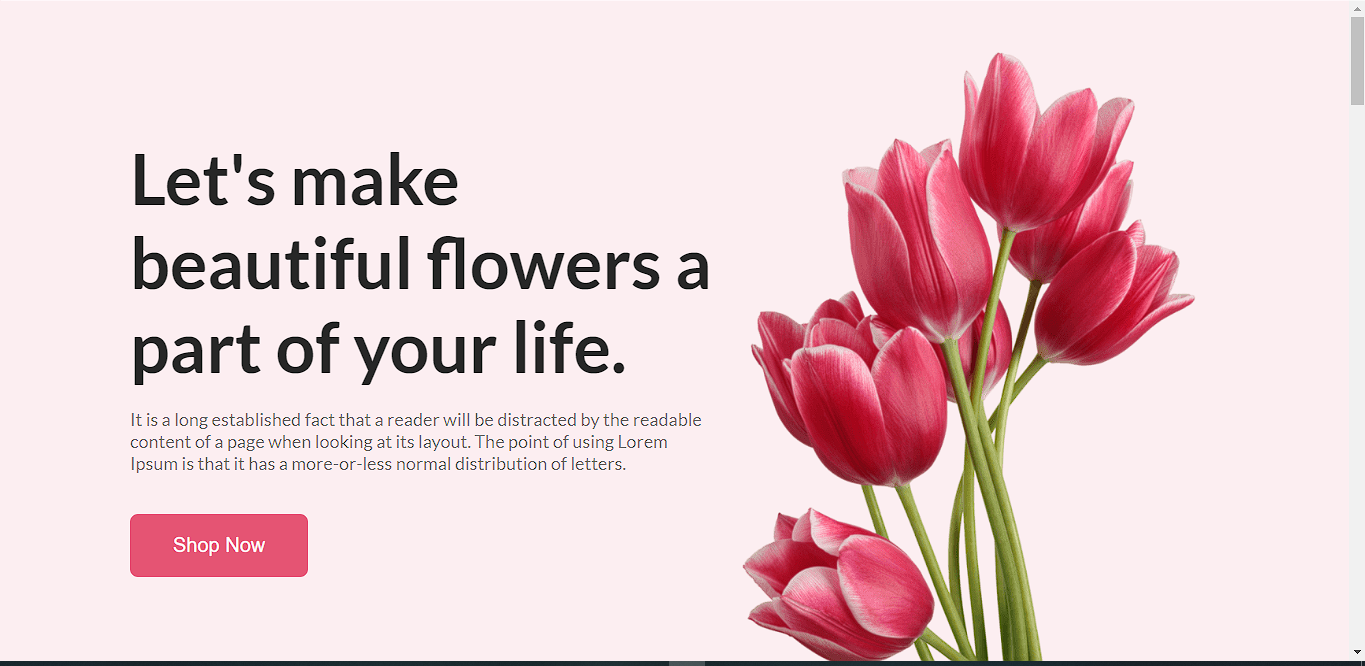 Let's make
beautiful flowers a
part of your life.
It is a long established fact that a reader will be distracted by the readable
content of a page when looking at its layout. The point of using Lorem
Ipsum is that it has a more-or-less normal distribution of letters.
Shop Now